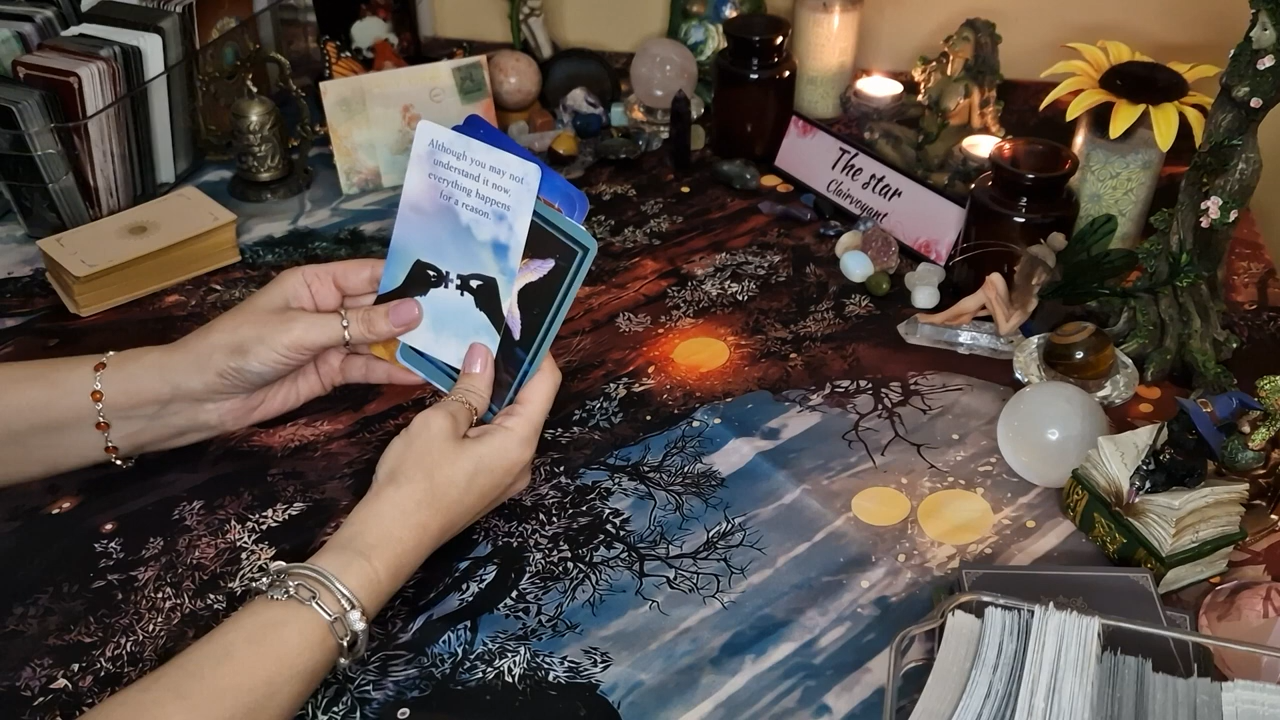 Although you may not
understand it now,
everything happens
for a reason.
The star
Clairvoyant